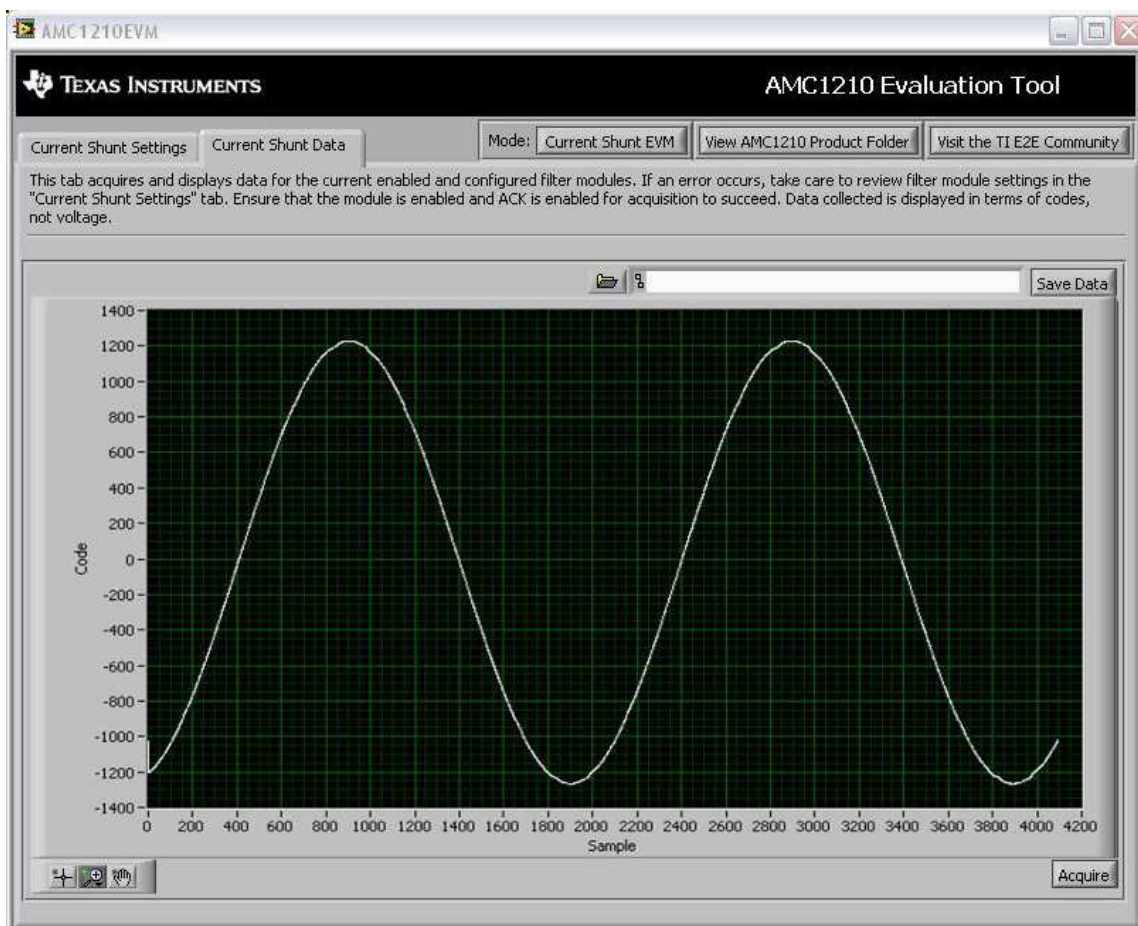 AMC1210EVM
TEXAS INSTRUMENTS
AMC1210 Evaluation Tool
Current Shunt Settings
Current Shunt Data
Mode:
Current Shunt EVM
View AMC1210 Product Folder
Visit the TI E2E Community
This tab acquires and displays data for the current enabled and configured filter modules. If an error occurs, take care to review filter module settings in the
"Current Shunt Settings" tab. Ensure that the module is enabled and ACK is enabled for acquisition to succeed. Data collected is displayed in terms of codes,
not voltage.
Save Data
1400
1200
1000
800
600
400
200
0
-200
-400
-600
-800
-1000
-1200
-1400
Code
0 200 400 600 800 1000 1200 1400 1600 1800 2000 2200 2400 2600 2800 3000 3200 3400 3600 3800 4000 4200
Sample
Acquire